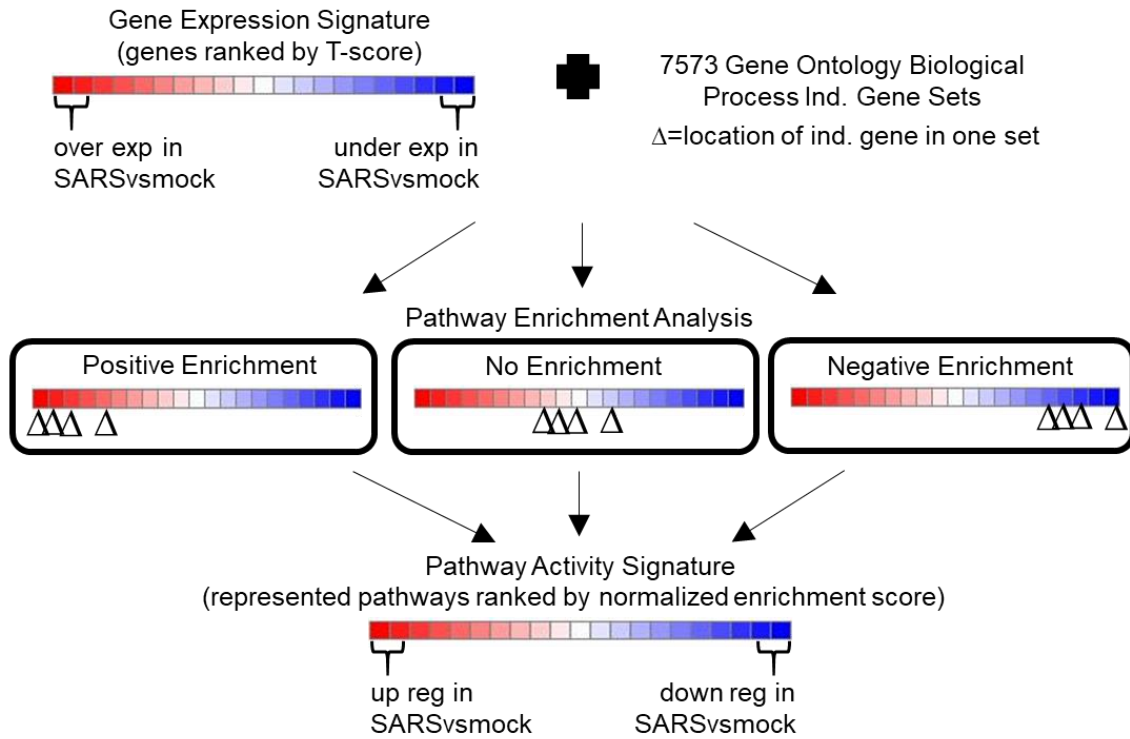 Gene Expression Signature
(genes ranked by T-score)
over exp in
SARSvsmock
under exp in
SARSvsmock
7573 Gene Ontology Biological
Process Ind. Gene Sets
Δ=location of ind. gene in one set
Pathway Enrichment Analysis
Positive Enrichment
Δ Δ Δ Δ
No Enrichment
Δ Δ Δ Δ
Negative Enrichment
Δ Δ Δ Δ
Pathway Activity Signature
(represented pathways ranked by normalized enrichment score)
up reg in
SARSvsmock
down reg in
SARSvsmock